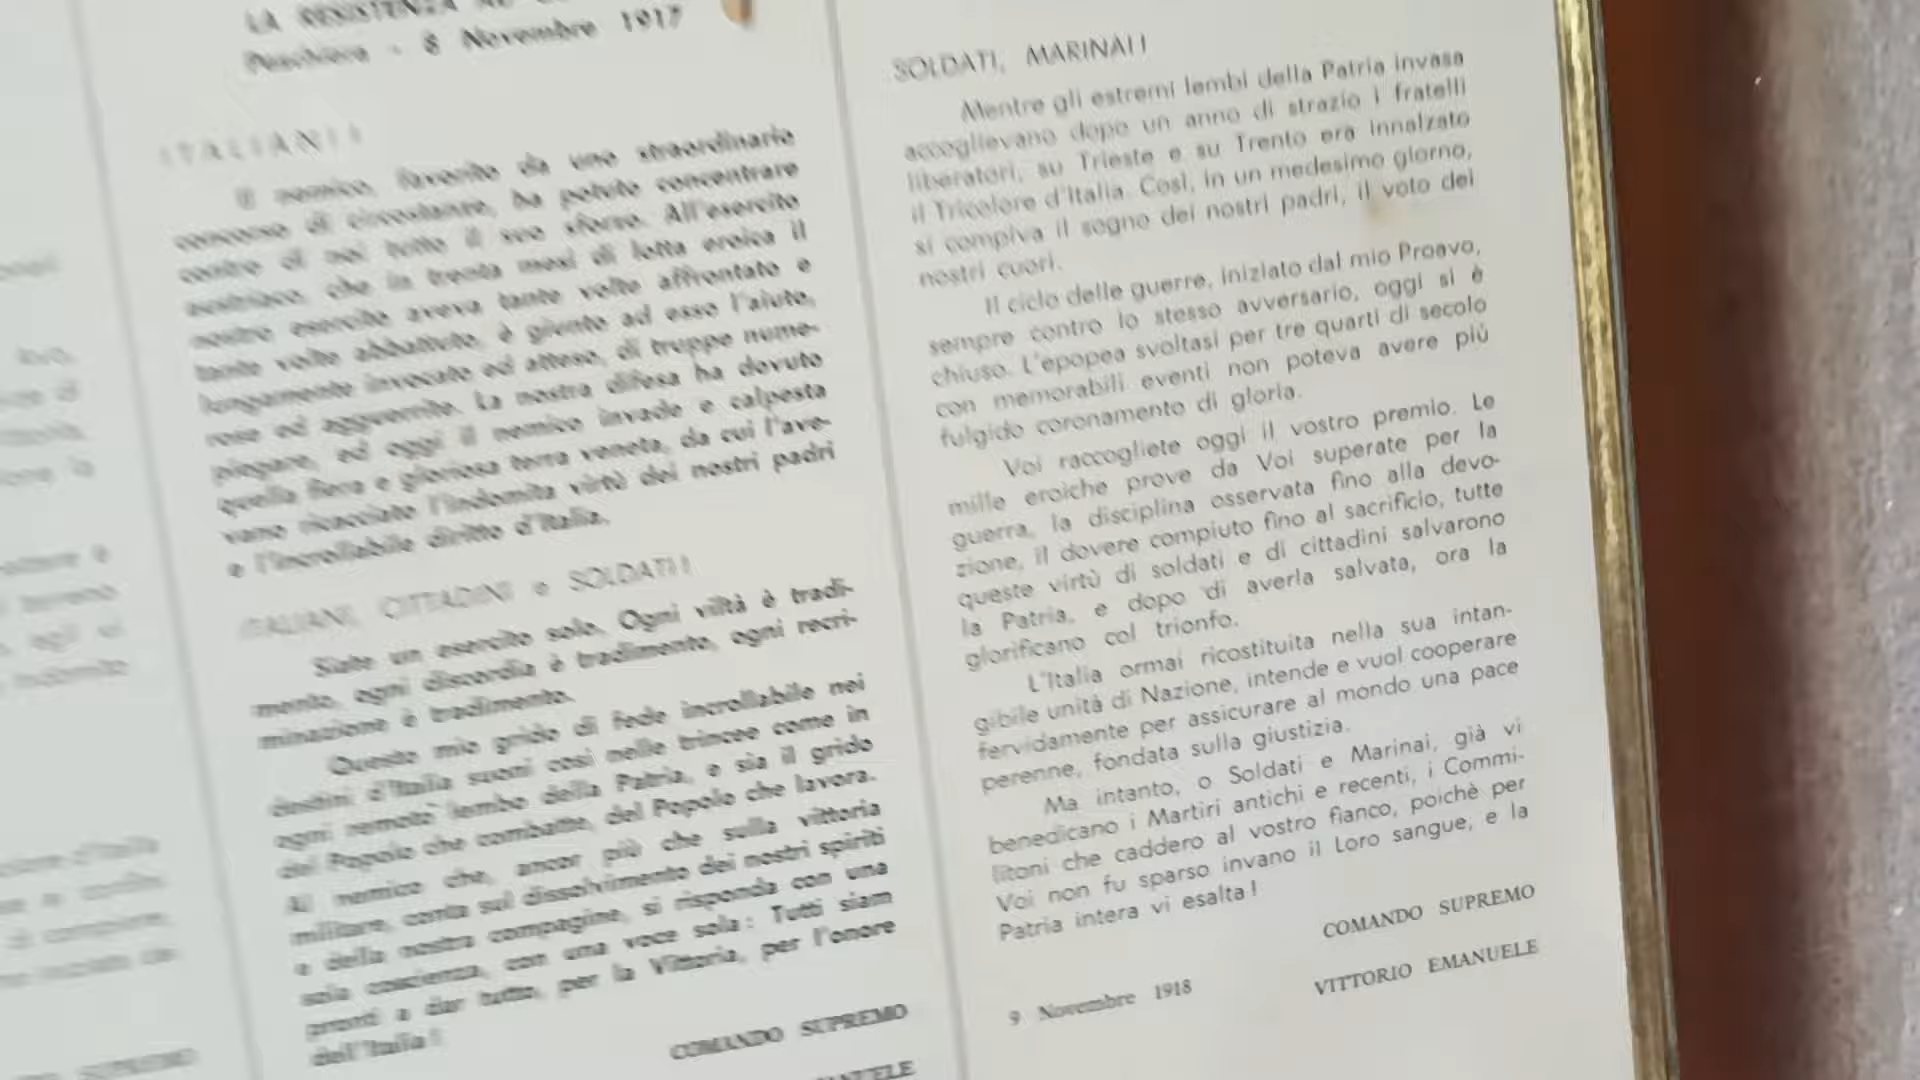 Peschiera - 8 Novembre 1917
ITALIANI!
Il nemico, favorito da uno straordinario
concorso di circostanze, ha potuto concentrare
contro di noi tutto il suo sforzo. All'esercito
austriaco, che in trenta mesi di lotta eroica il
nostro esercito aveva tante volte affrontato e
tante volte abbattuto, è giunto ad esso l'aiuto,
lungamente invocato ed atteso, di truppe nume-
rose ed agguerrite. La nostra difesa ha dovuto
piegare, ed oggi il nemico invade e calpesta
quella fiera e gloriosa terra veneta, da cui l'ave-
vano ricacciato l'indomita virtù dei nostri padri
e l'incrollabile diritto d'Italia.
ITALIANI, CITTADINI e SOLDATI!
Siate un esercito solo. Ogni viltà è tradi-
mento, ogni discordia è tradimento, ogni recri-
minazione è tradimento.
Questo mio grido di fede incrollabile nei
destini d'Italia suoni così nelle trincee come in
ogni remoto lembo della Patria, e sia il grido
del Popolo che combatte, del Popolo che lavora.
Al nemico che, ancor più che sulla vittoria
militare, conta sul dissolvimento dei nostri spiriti
e della nostra compagine, si risponda con una
sola coscienza, con una voce sola: Tutti siam
pronti a dar tutto, per la Vittoria, per l'onore
dell'Italia!
COMANDO SUPREMO
SOLDATI, MARINAI!
Mentre gli estremi lembi della Patria invasa
accoglievano dopo un anno di strazio i fratelli
liberatori, su Trieste e su Trento era innalzato
il Tricolore d'Italia. Così, in un medesimo giorno,
si compiva il sogno dei nostri padri, il voto dei
nostri cuori.
Il ciclo delle guerre, iniziato dal mio Proavo,
sempre contro lo stesso avversario, oggi si è
chiuso. L'epopea svoltasi per tre quarti di secolo
con memorabili eventi non poteva avere più
fulgido coronamento di gloria.
Voi raccogliete oggi il vostro premio. Le
mille eroiche prove da Voi superate per la
guerra, la disciplina osservata fino alla devo-
zione, il dovere compiuto fino al sacrificio, tutte
queste virtù di soldati e di cittadini salvarono
la Patria, e dopo di averla salvata, ora la
glorificano col trionfo.
L'Italia ormai ricostituita nella sua intan-
gibile unità di Nazione, intende e vuol cooperare
fervidamente per assicurare al mondo una pace
perenne, fondata sulla giustizia.
Ma intanto, o Soldati e Marinai, già vi
benedicano i Martiri antichi e recenti, i Commi-
litoni che caddero al vostro fianco, poichè per
Voi non fu sparso invano il Loro sangue, e la
Patria intera vi esalta!
COMANDO SUPREMO
9 Novembre 1918
VITTORIO EMANUELE